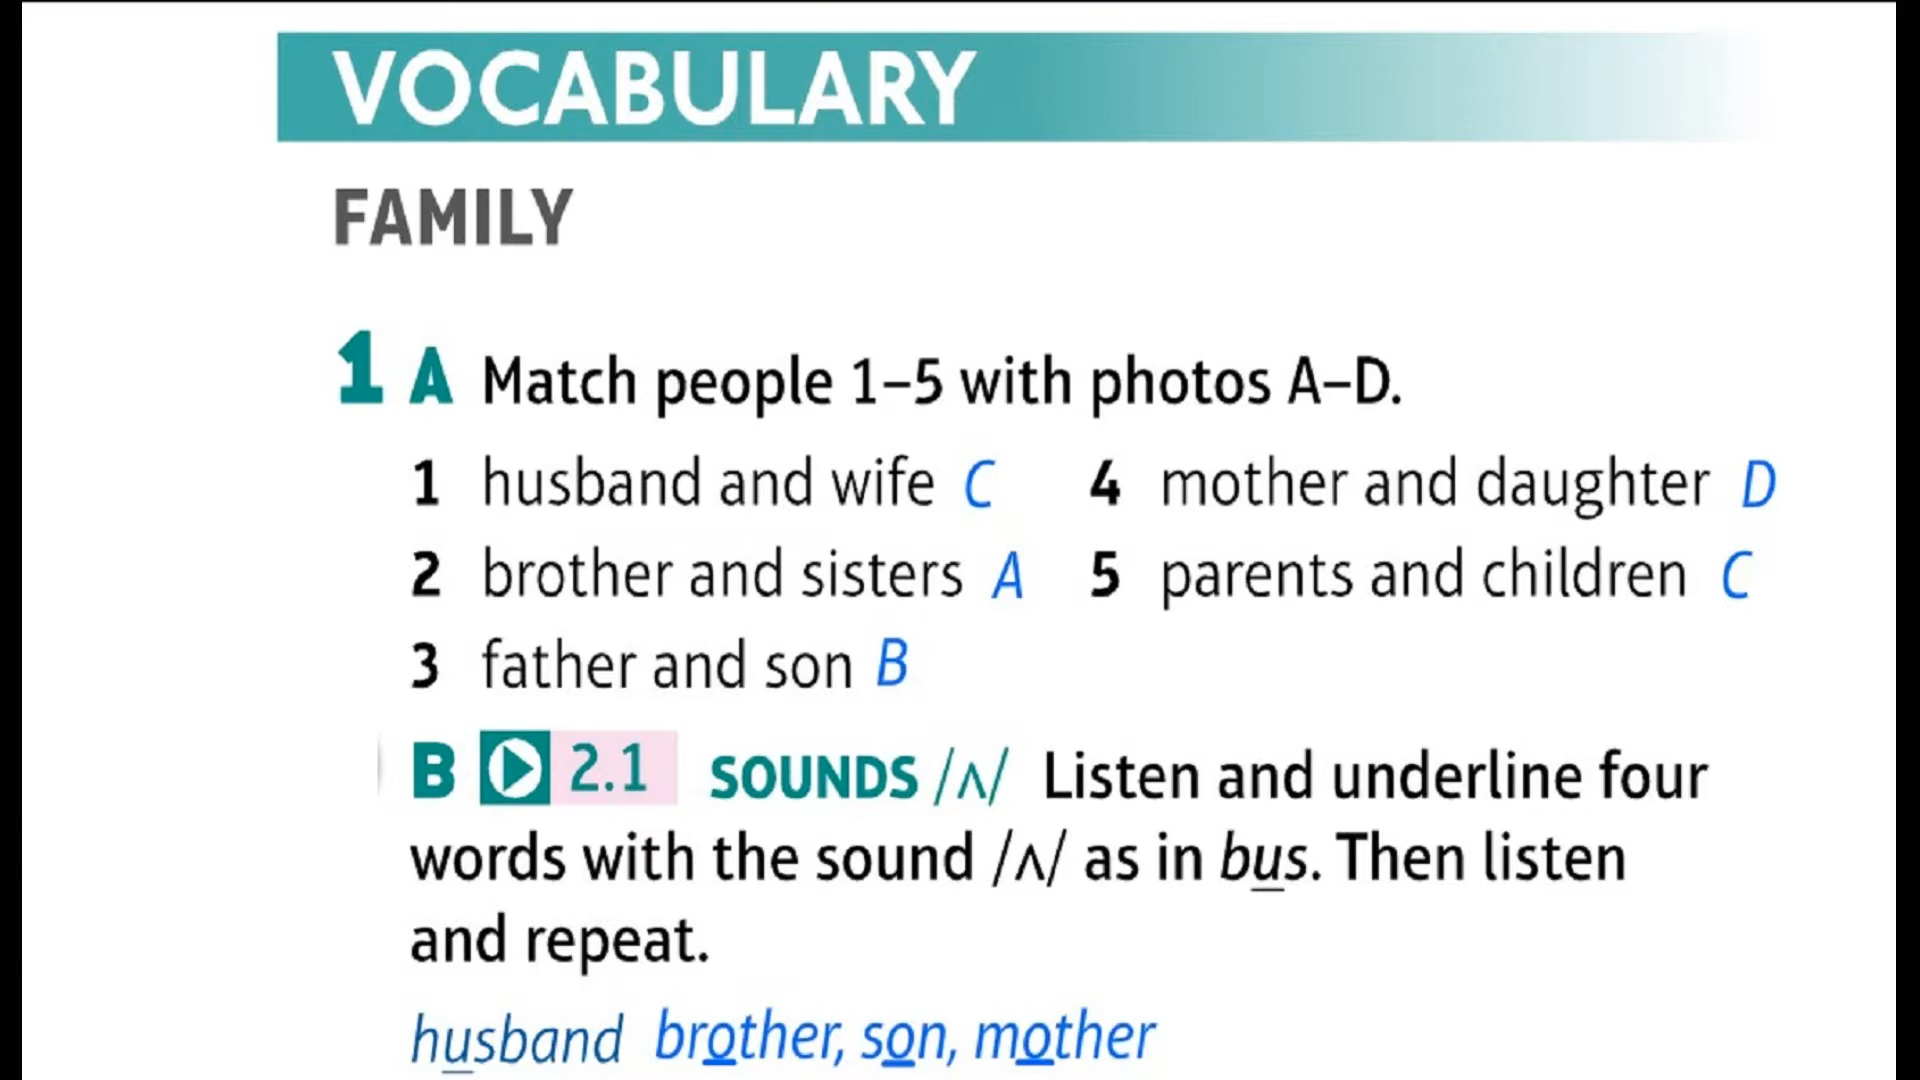 VOCABULARY
FAMILY
1 A Match people 1–5 with photos A–D.
1 husband and wife C
2 brother and sisters A
3 father and son B
4 mother and daughter D
5 parents and children C
B 2.1 SOUNDS /ʌ/ Listen and underline four
words with the sound /ʌ/ as in bus. Then listen
and repeat.
husband brother, son, mother